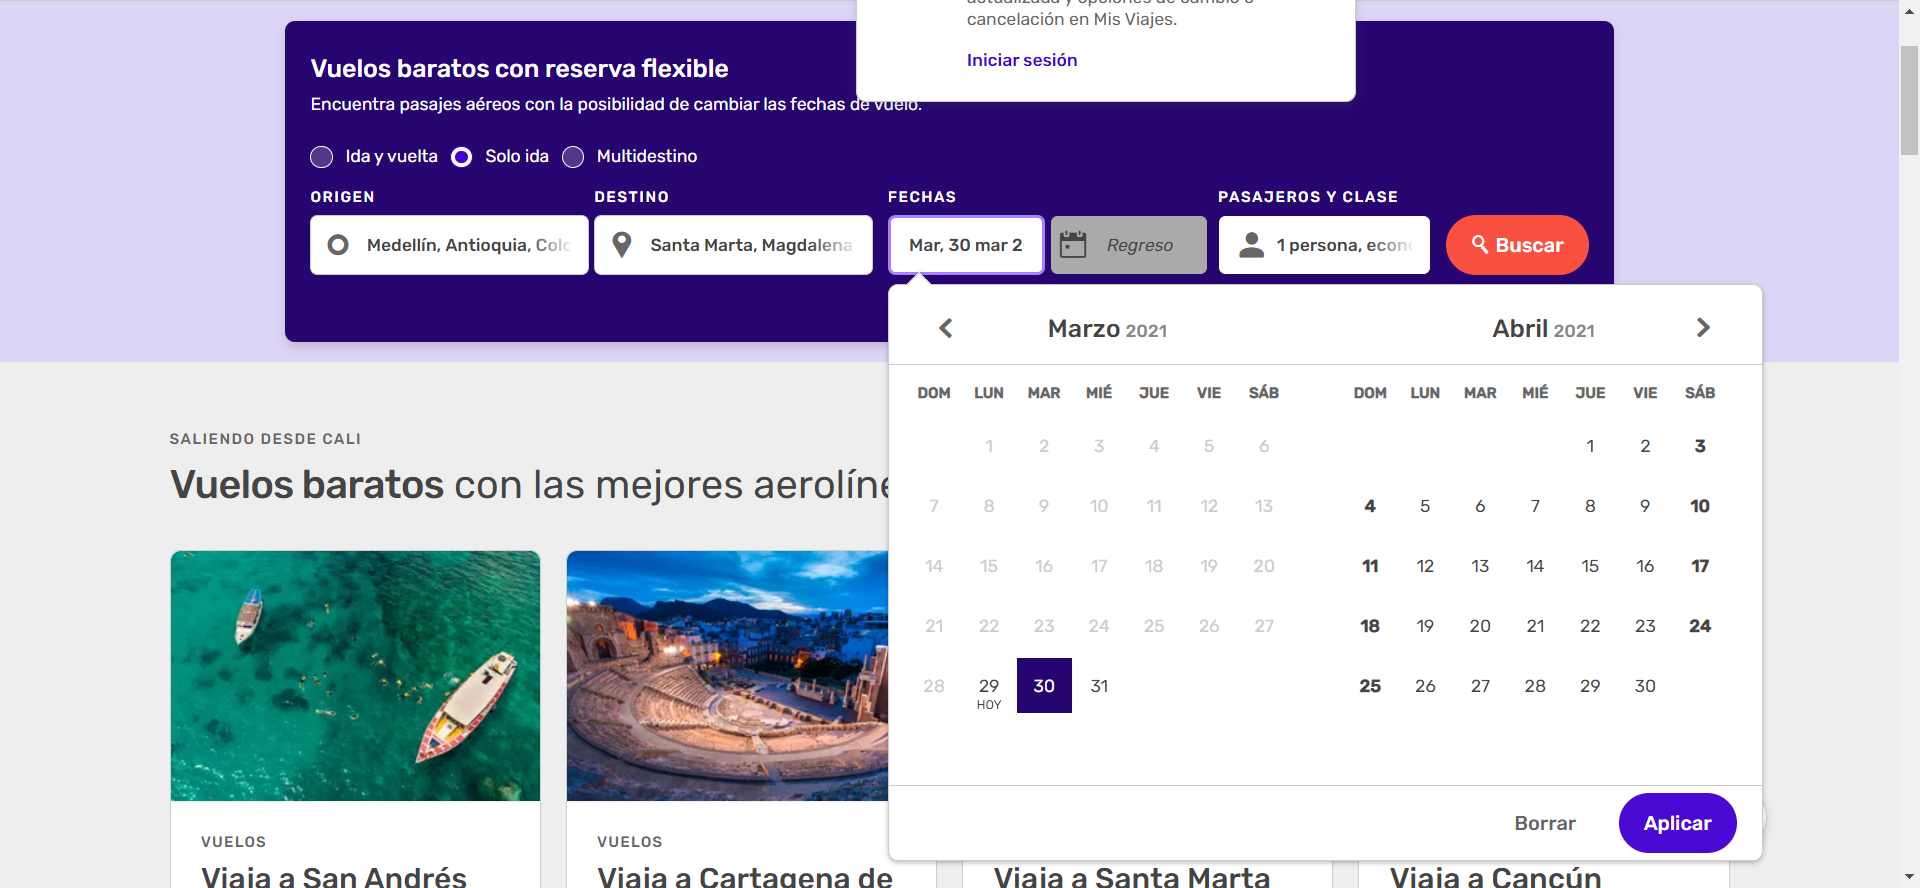 cancelación en Mis Viajes.
Iniciar sesión
Vuelos baratos con reserva flexible
Encuentra pasajes aéreos con la posibilidad de cambiar las fechas de vuelo.
Ida y vuelta Solo ida Multidestino
ORIGEN DESTINO FECHAS PASAJEROS Y CLASE
Medellín, Antioquia, Colo Santa Marta, Magdalena Mar, 30 mar 2 Regreso 1 persona, econ Buscar
Marzo 2021 Abril 2021
DOM LUN MAR MIÉ JUE VIE SÁB DOM LUN MAR MIÉ JUE VIE SÁB
1 2 3 4 5 6 1 2 3
7 8 9 10 11 12 13 4 5 6 7 8 9 10
14 15 16 17 18 19 20 11 12 13 14 15 16 17
21 22 23 24 25 26 27 18 19 20 21 22 23 24
28 29 30 31 25 26 27 28 29 30
HOY
Borrar Aplicar
SALIENDO DESDE CALI
Vuelos baratos con las mejores aerolíne
VUELOS VUELOS
Viaja a San Andrés Viaja a Cartagena de Viaja a Santa Marta Viaja a Cancún